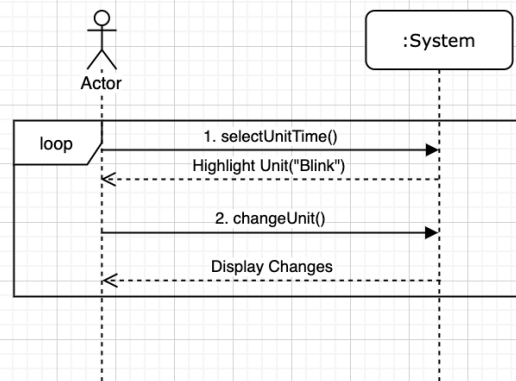 :System
Actor
loop
1. selectUnitTime()
Highlight Unit("Blink")
2. changeUnit()
Display Changes